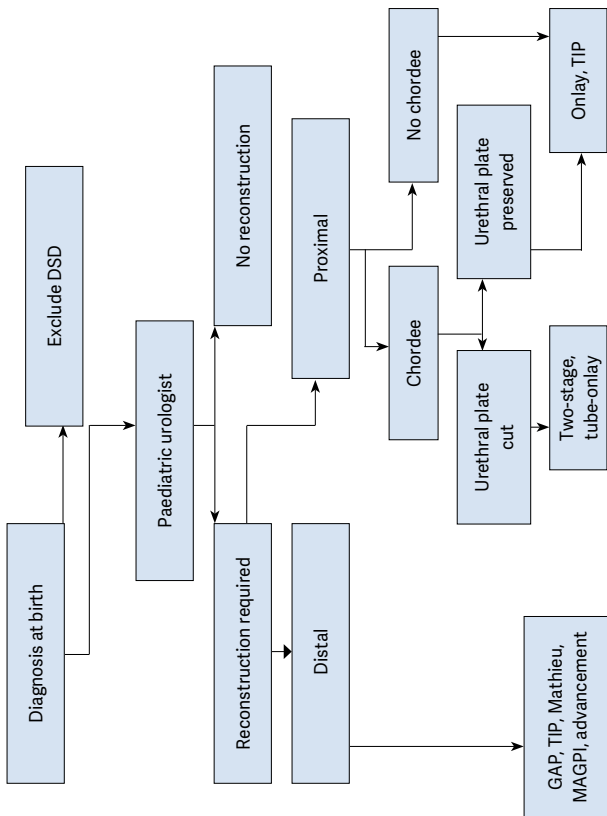 Diagnosis at birth
Exclude DSD
Paediatric urologist
Reconstruction required
No reconstruction
Distal
Proximal
Chordee
No chordee
Urethral plate
cut
Urethral plate
preserved
GAP, TIP, Mathieu,
MAGPI, advancement
Two-stage,
tube-onlay
Onlay, TIP